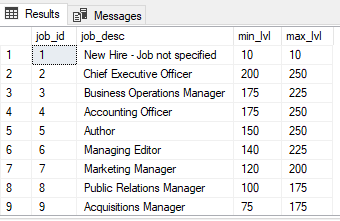 Results Messages
job_id job_desc min_lvl max_lvl
1 1 New Hire - Job not specified 10 10
2 2 Chief Executive Officer 200 250
3 3 Business Operations Manager 175 225
4 4 Accounting Officer 175 250
5 5 Author 150 250
6 6 Managing Editor 140 225
7 7 Marketing Manager 120 200
8 8 Public Relations Manager 100 175
9 9 Acquisitions Manager 75 175